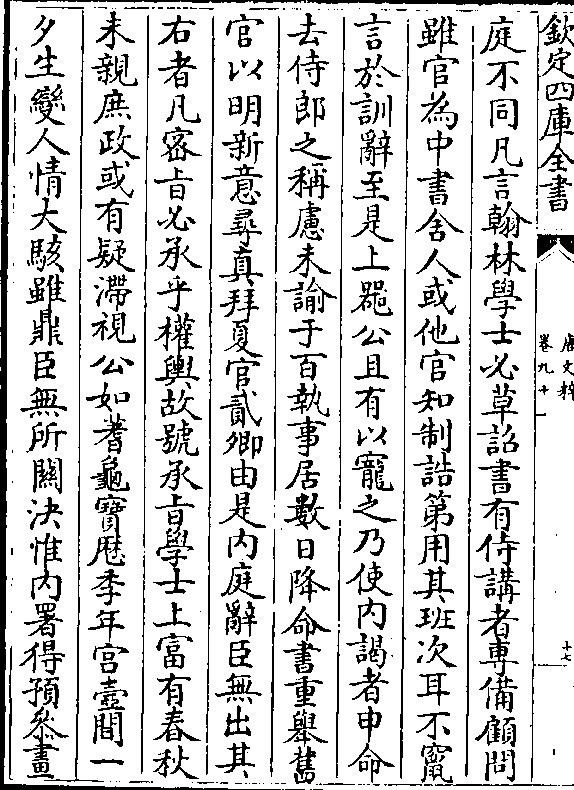 欽定四庫全書
唐文粹
卷九十
十七
庭不同凡言翰林學士必草詔書有侍講者專備顧問
雖官為中書舍人或他官知制誥第用其班次耳不竄
言於訓辭至是上噐公且有以寵之乃使內謁者申命
去侍郎之稱慮未諭于百執事居數日降命書重舉舊
官以明新意尋真拜夏官貳卿由是內庭辭臣無出其
右者凡宻旨必承乎權輿故號承旨學士上富有春秋
未親庶政或有疑滯視公如蓍龜寶厯季年宫壼間一
夕生變人情大駭雖鼎臣無所關決惟內署得預參畫